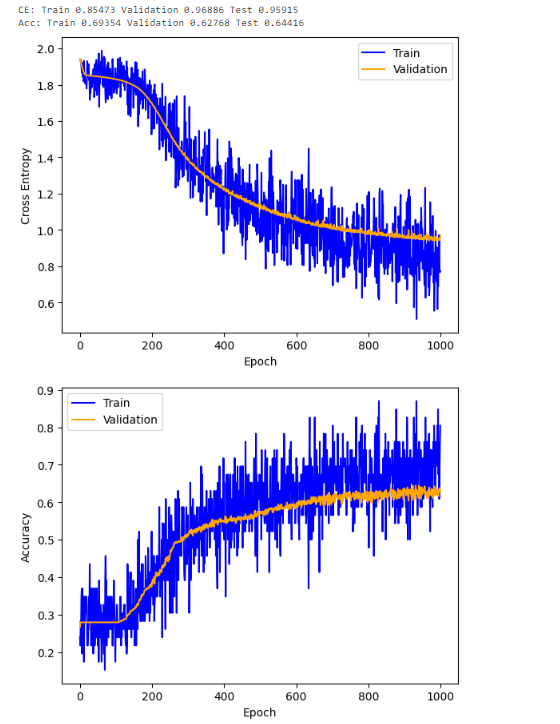 CE: Train 0.85473 Validation 0.96886 Test 0.95915
Acc: Train 0.69354 Validation 0.62768 Test 0.64416
2.0
1.8
1.6
1.4
1.2
1.0
0.8
0.6
Cross Entropy
Train
Validation
0 200 400 600 800 1000
Epoch
0.9
0.8
0.7
0.6
0.5
0.4
0.3
0.2
Accuracy
Train
Validation
0 200 400 600 800 1000
Epoch